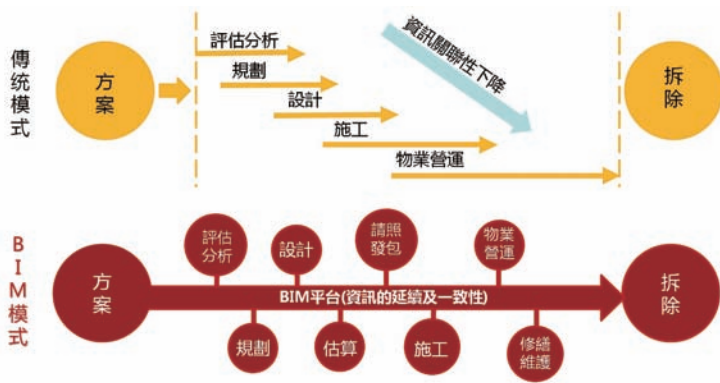 傳統模式
方案
評估分析
規劃
設計
施工
物業營運
資訊關聯性下降
拆除
BIM模式
方案
評估
分析
設計
請照
發包
物業
營運
BIM平台(資訊的延續及一致性)
規劃
估算
施工
修繕
維護
拆除